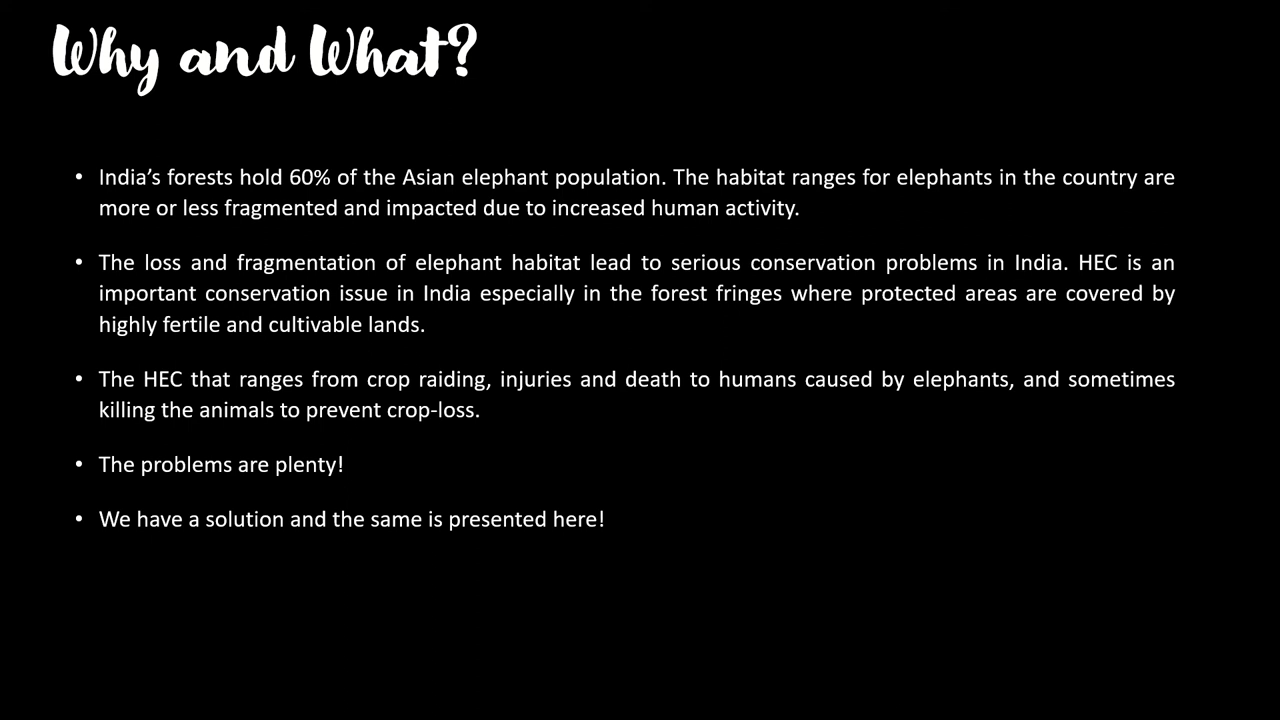 Why and What?
• India’s forests hold 60% of the Asian elephant population. The habitat ranges for elephants in the country are
more or less fragmented and impacted due to increased human activity.
• The loss and fragmentation of elephant habitat lead to serious conservation problems in India. HEC is an
important conservation issue in India especially in the forest fringes where protected areas are covered by
highly fertile and cultivable lands.
• The HEC that ranges from crop raiding, injuries and death to humans caused by elephants, and sometimes
killing the animals to prevent crop-loss.
• The problems are plenty!
• We have a solution and the same is presented here!